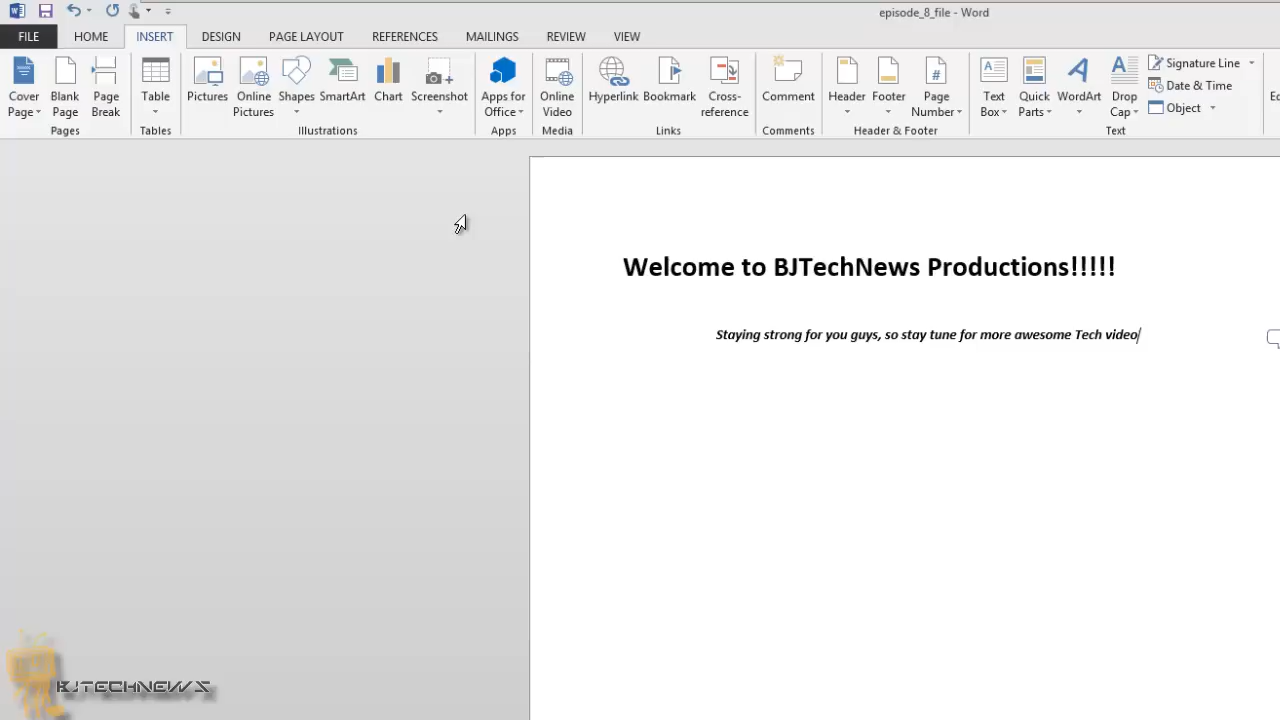 episode_8_file - Word
FILE HOME INSERT DESIGN PAGE LAYOUT REFERENCES MAILINGS REVIEW VIEW
Cover Page
Blank Page
Page Break
Pages
Table
Tables
Pictures
Online Pictures
Shapes
SmartArt
Chart
Screenshot
Illustrations
Apps for Office
Apps
Online Video
Media
Hyperlink
Bookmark
Cross-reference
Links
Comment
Comments
Header
Footer
Page Number
Header & Footer
Text Box
Quick Parts
WordArt
Drop Cap
Signature Line
Date & Time
Object
Text
Welcome to BJTechNews Productions!!!!!
Staying strong for you guys, so stay tune for more awesome Tech video
BJTECHNEWS